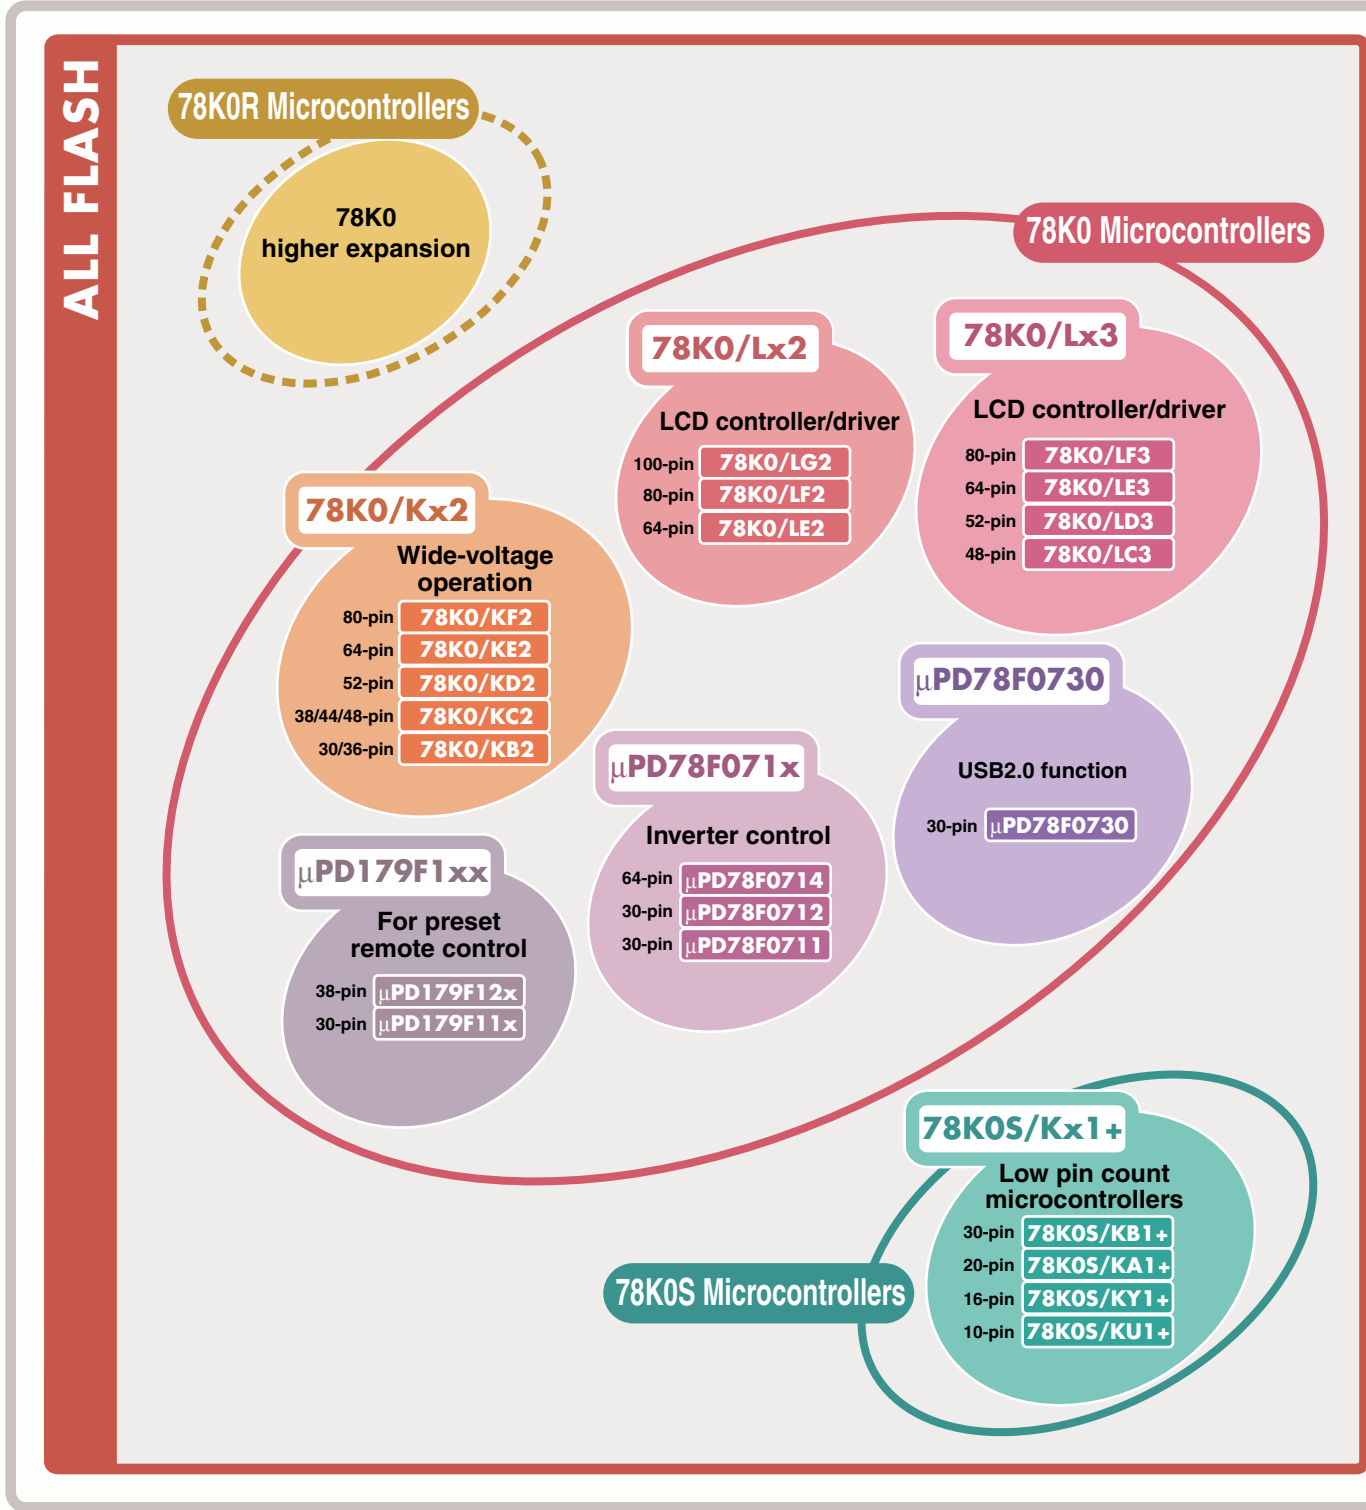 ALL FLASH
78K0R Microcontrollers
78K0
higher expansion
78K0 Microcontrollers
78K0/Lx2
LCD controller/driver
100-pin 78K0/LG2
80-pin 78K0/LF2
64-pin 78K0/LE2
78K0/Lx3
LCD controller/driver
80-pin 78K0/LF3
64-pin 78K0/LE3
52-pin 78K0/LD3
48-pin 78K0/LC3
78K0/Kx2
Wide-voltage
operation
80-pin 78K0/KF2
64-pin 78K0/KE2
52-pin 78K0/KD2
38/44/48-pin 78K0/KC2
30/36-pin 78K0/KB2
μPD78F0730
USB2.0 function
30-pin μPD78F0730
μPD78F071x
Inverter control
64-pin μPD78F0714
30-pin μPD78F0712
30-pin μPD78F0711
μPD179F1xx
For preset
remote control
38-pin μPD179F12x
30-pin μPD179F11x
78K0S/Kx1+
Low pin count
microcontrollers
30-pin 78K0S/KB1+
20-pin 78K0S/KA1+
16-pin 78K0S/KY1+
10-pin 78K0S/KU1+
78K0S Microcontrollers